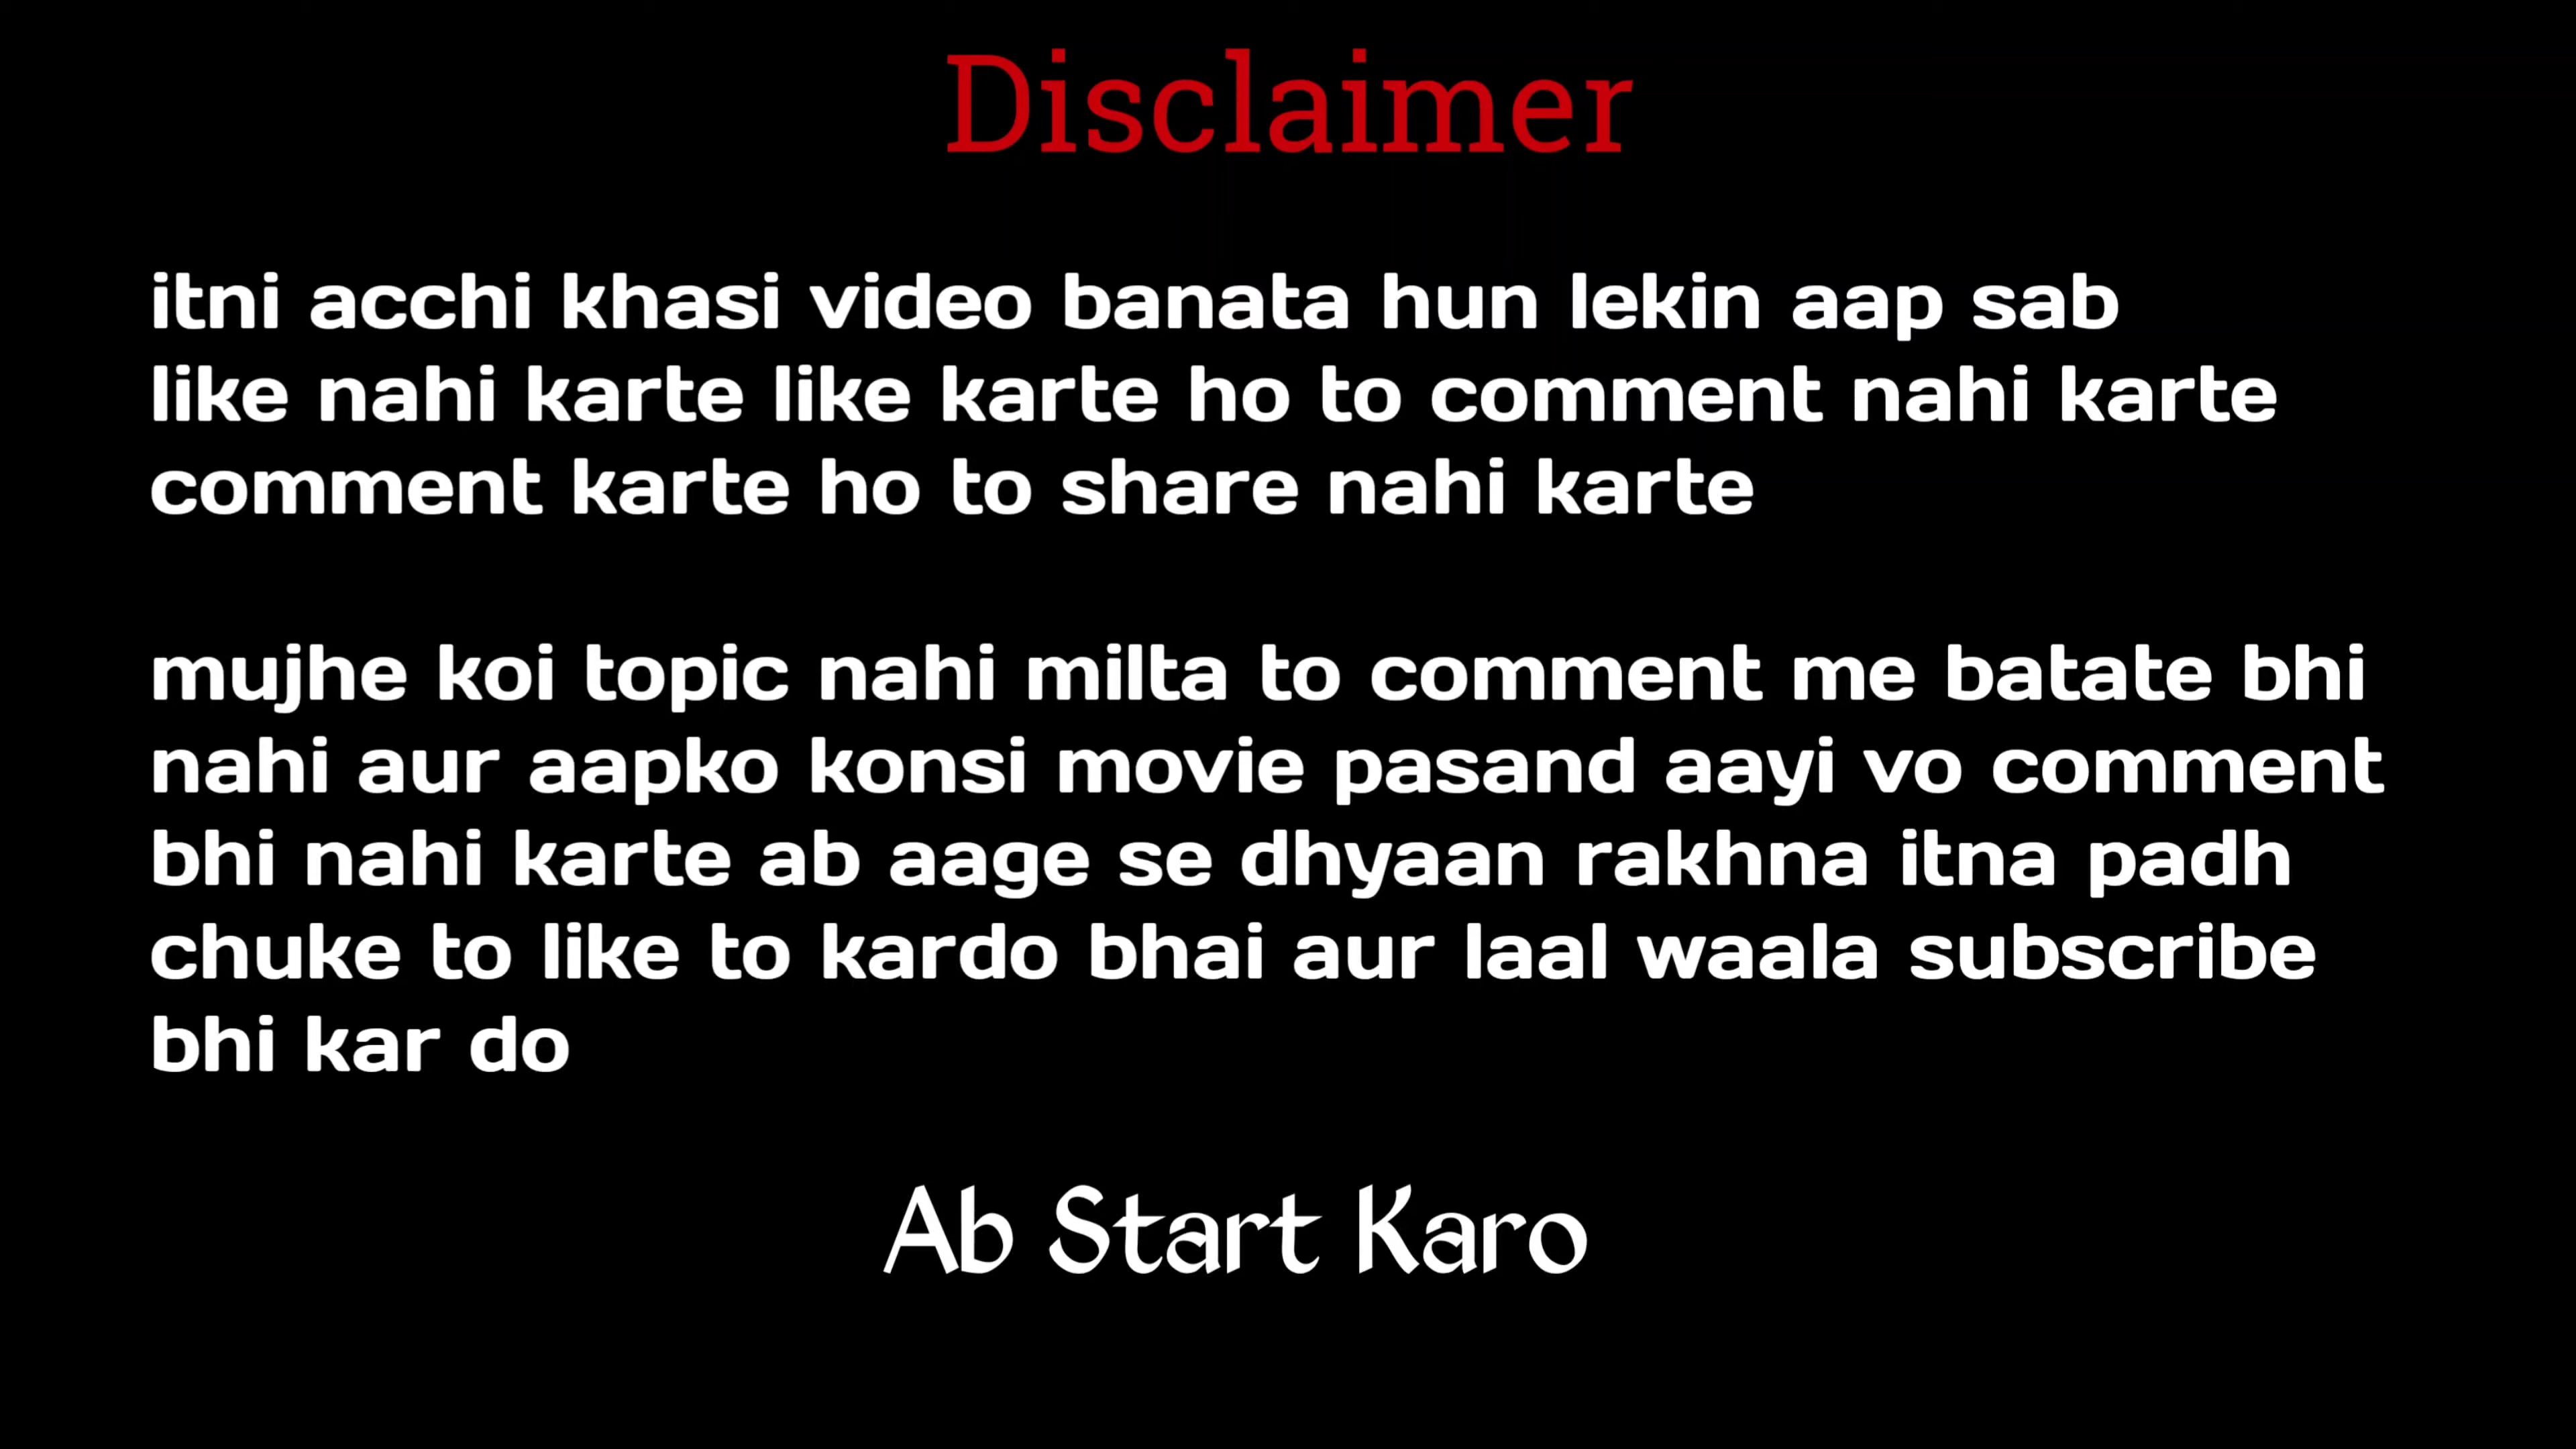 Disclaimer
itni acchi khasi video banata hun lekin aap sab
like nahi karte like karte ho to comment nahi karte
comment karte ho to share nahi karte
mujhe koi topic nahi milta to comment me batate bhi
nahi aur aapko konsi movie pasand aayi vo comment
bhi nahi karte ab aage se dhyaan rakhna itna padh
chuke to like to kardo bhai aur laal waala subscribe
bhi kar do
Ab Start Karo